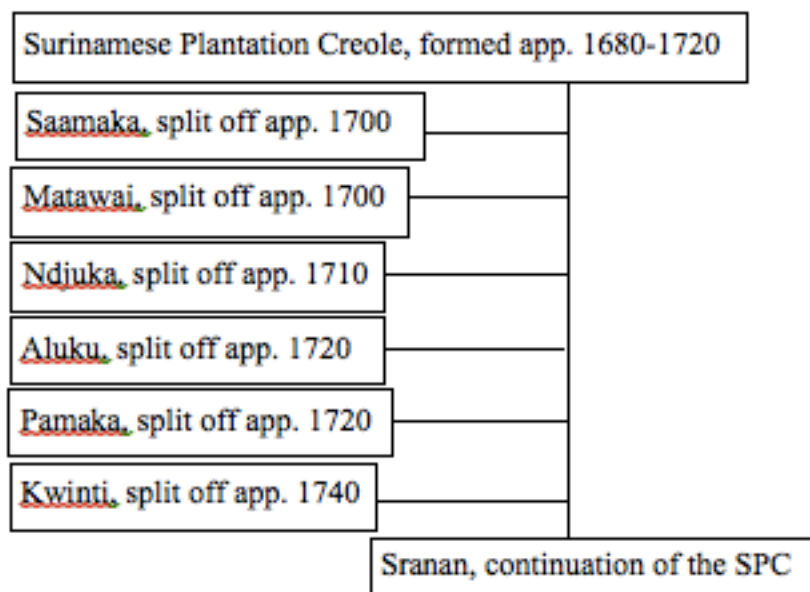 Surinamese Plantation Creole, formed app. 1680-1720
Saamaka, split off app. 1700
Matawai, split off app. 1700
Ndjuka, split off app. 1710
Aluku, split off app. 1720
Pamaka, split off app. 1720
Kwinti, split off app. 1740
Sranan, continuation of the SPC